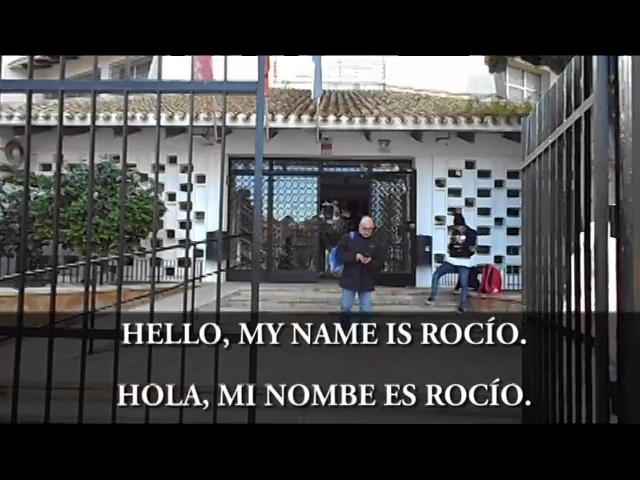 HELLO, MY NAME IS ROCÍO.
HOLA, MI NOMBE ES ROCÍO.